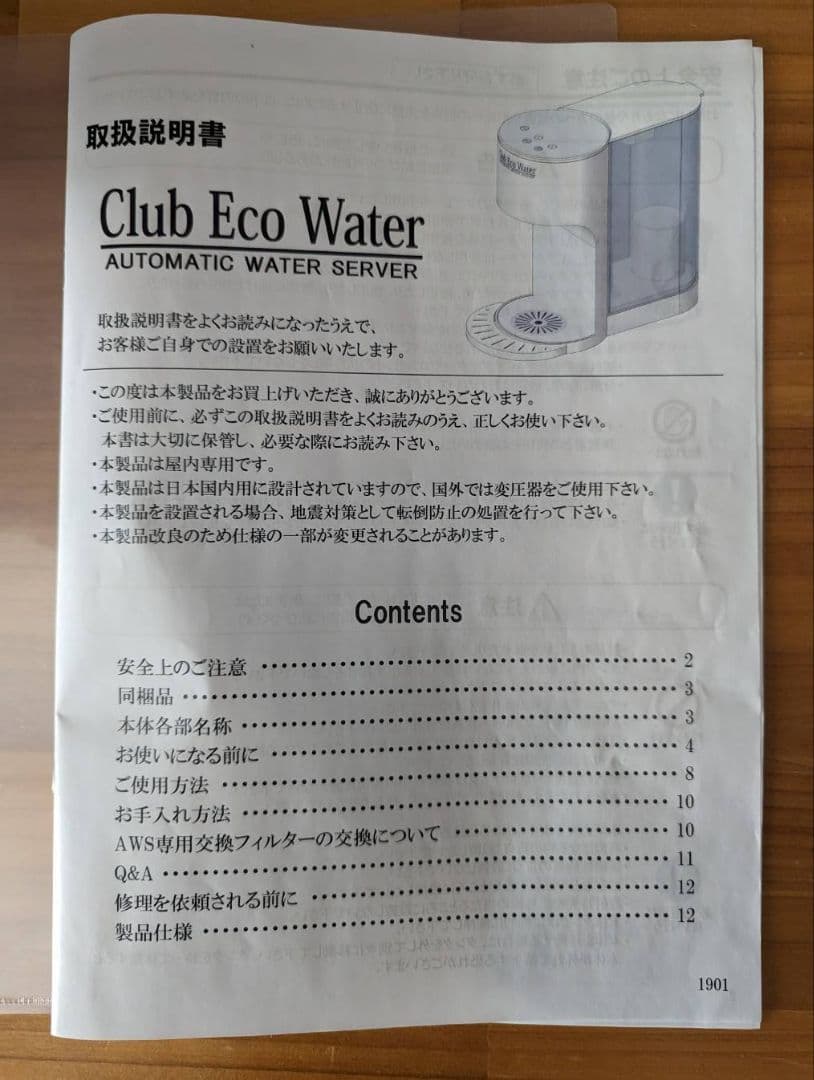 取扱説明書
Club Eco Water
AUTOMATIC WATER SERVER
Club Eco Water
取扱説明書をよくお読みになったうえで、
お客様ご自身での設置をお願いいたします。
・この度は本製品をお買上げいただき、誠にありがとうございます。
・ご使用前に、必ずこの取扱説明書をよくお読みのうえ、正しくお使い下さい。
本書は大切に保管し、必要な際にお読み下さい。
・本製品は屋内専用です。
・本製品は日本国内用に設計されていますので、国外では変圧器をご使用下さい。
・本製品を設置される場合、地震対策として転倒防止の処置を行って下さい。
・本製品改良のため仕様の一部が変更されることがあります。
Contents
安全上のご注意 ・・・・・・・・・・・・・・・・・・・・・・・・・・・・・・ 2
同梱品 ・・・・・・・・・・・・・・・・・・・・・・・・・・・・・・ 3
本体各部名称 ・・・・・・・・・・・・・・・・・・・・・・・・・・・・・・ 3
お使いになる前に ・・・・・・・・・・・・・・・・・・・・・・・・・・・・・・ 4
ご使用方法 ・・・・・・・・・・・・・・・・・・・・・・・・・・・・・・ 8
お手入れ方法 ・・・・・・・・・・・・・・・・・・・・・・・・・・・・・・ 10
AWS専用交換フィルターの交換について ・・・・・・・・・・・・・・・ 10
Q&A ・・・・・・・・・・・・・・・・・・・・・・・・・・・・・・ 11
修理を依頼される前に ・・・・・・・・・・・・・・・・・・・・・・・・・ 12
製品仕様 ・・・・・・・・・・・・・・・・・・・・・・・・・・・・・・ 12
1901